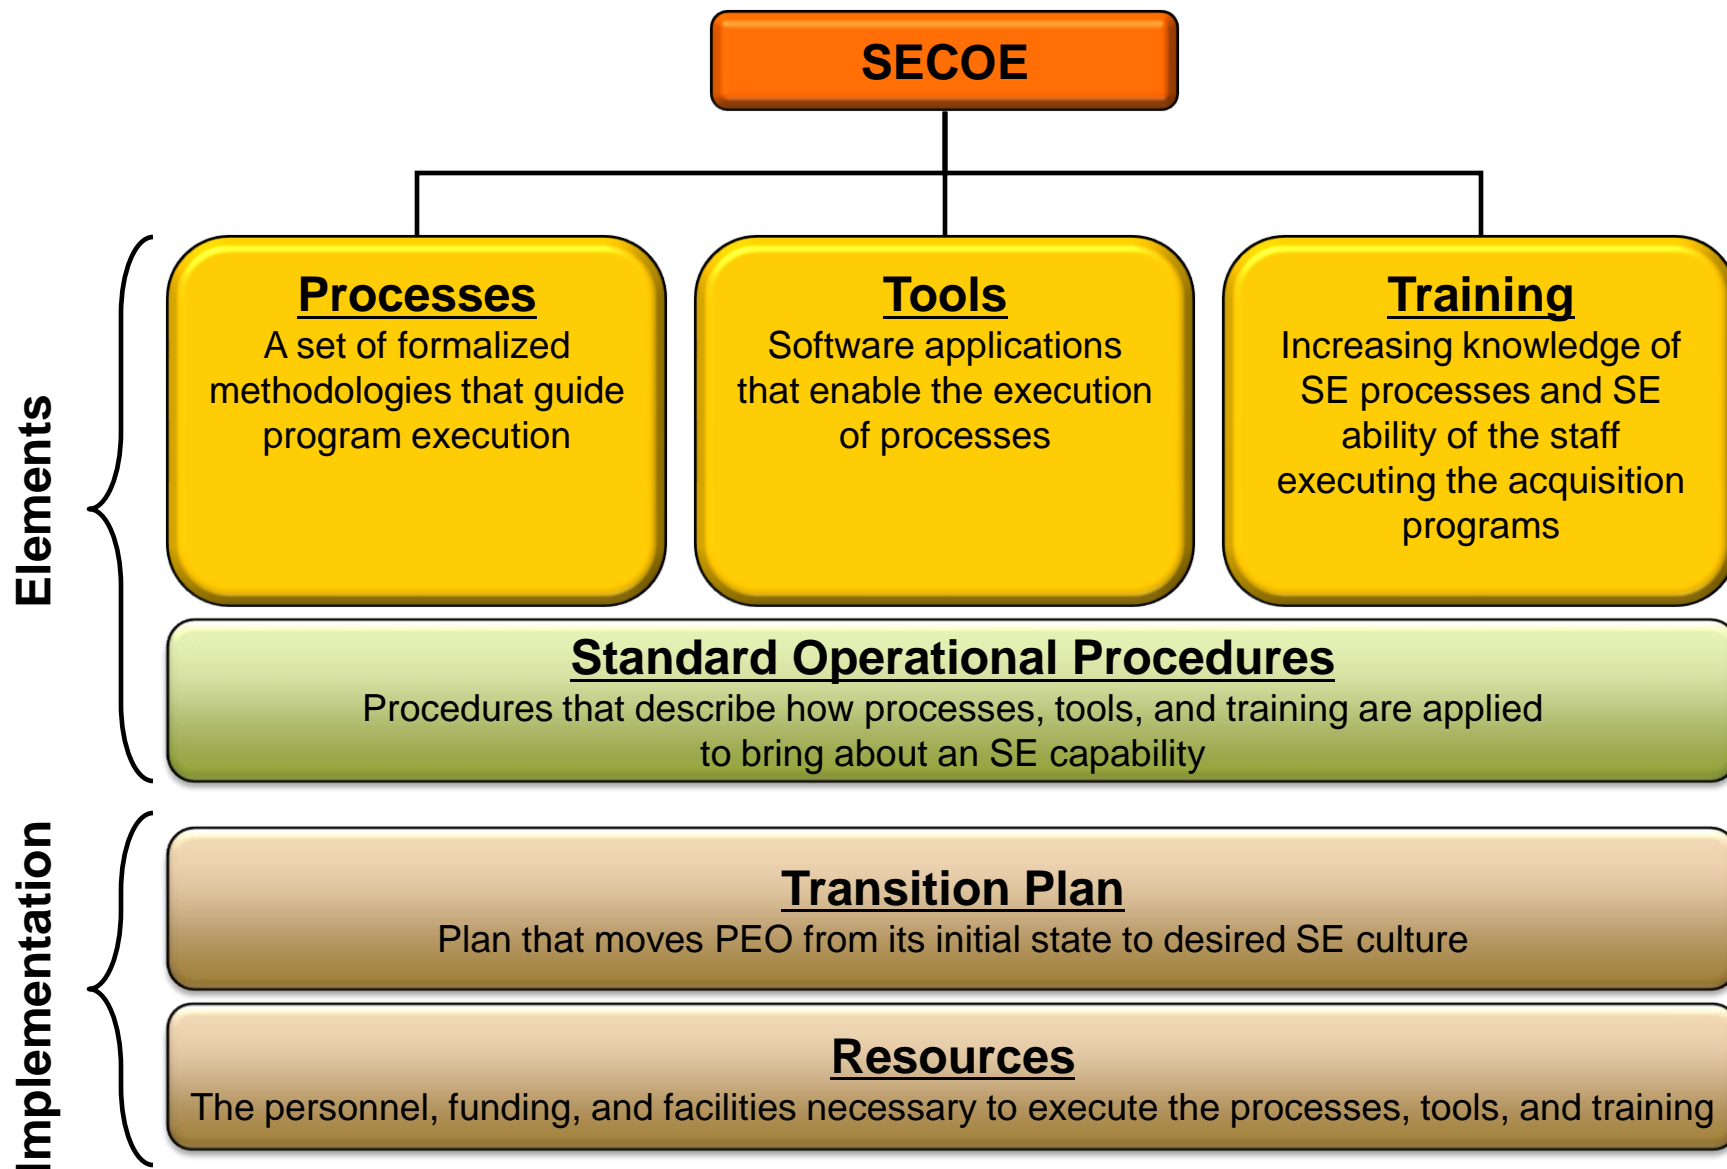 SECOE
Elements
Processes
A set of formalized
methodologies that guide
program execution
Tools
Software applications
that enable the execution
of processes
Training
Increasing knowledge of
SE processes and SE
ability of the staff
executing the acquisition
programs
Standard Operational Procedures
Procedures that describe how processes, tools, and training are applied
to bring about an SE capability
Implementation
Transition Plan
Plan that moves PEO from its initial state to desired SE culture
Resources
The personnel, funding, and facilities necessary to execute the processes, tools, and training